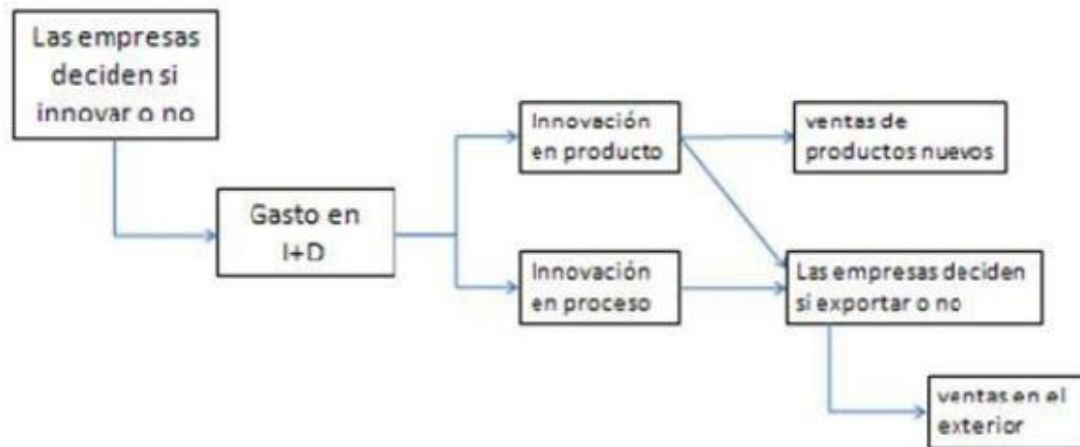 Las empresas
deciden si
innovar o no
Gasto en
I+D
Innovación
en producto
ventas de
productos nuevos
Innovación
en proceso
Las empresas deciden
si exportar o no
ventas en el
exterior